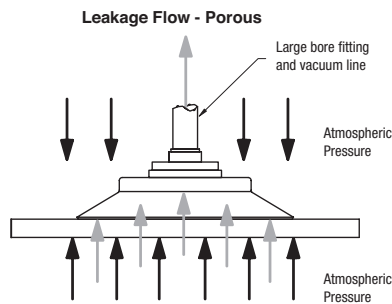 Leakage Flow - Porous
Large bore fitting
and vacuum line
Atmospheric
Pressure
Atmospheric
Pressure